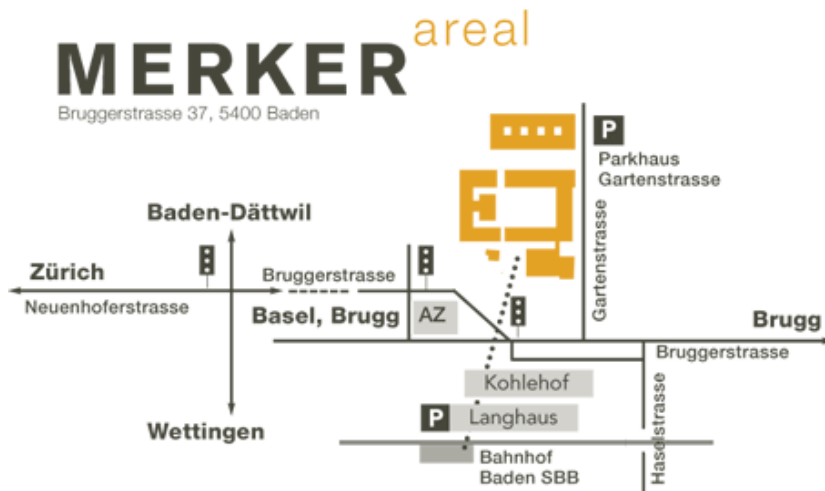 areal
MERKER
Bruggerstrasse 37, 5400 Baden
P
Parkhaus
Gartenstrasse
Gartenstrasse
Baden-Dättwil
Zürich
Neuenhoferstrasse
Bruggerstrasse
Basel, Brugg
AZ
Brugg
Bruggerstrasse
Kohlehof
P
Langhaus
Wettingen
Bahnhof
Baden SBB
Haselstrasse